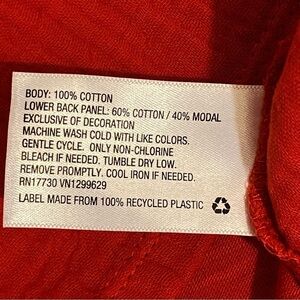 BODY: 100% COTTON
LOWER BACK PANEL: 60% COTTON / 40% MODAL
EXCLUSIVE OF DECORATION
MACHINE WASH COLD WITH LIKE COLORS.
GENTLE CYCLE. ONLY NON-CHLORINE
BLEACH IF NEEDED. TUMBLE DRY LOW.
REMOVE PROMPTLY. COOL IRON IF NEEDED.
RN17730 VN1299629
LABEL MADE FROM 100% RECYCLED PLASTIC